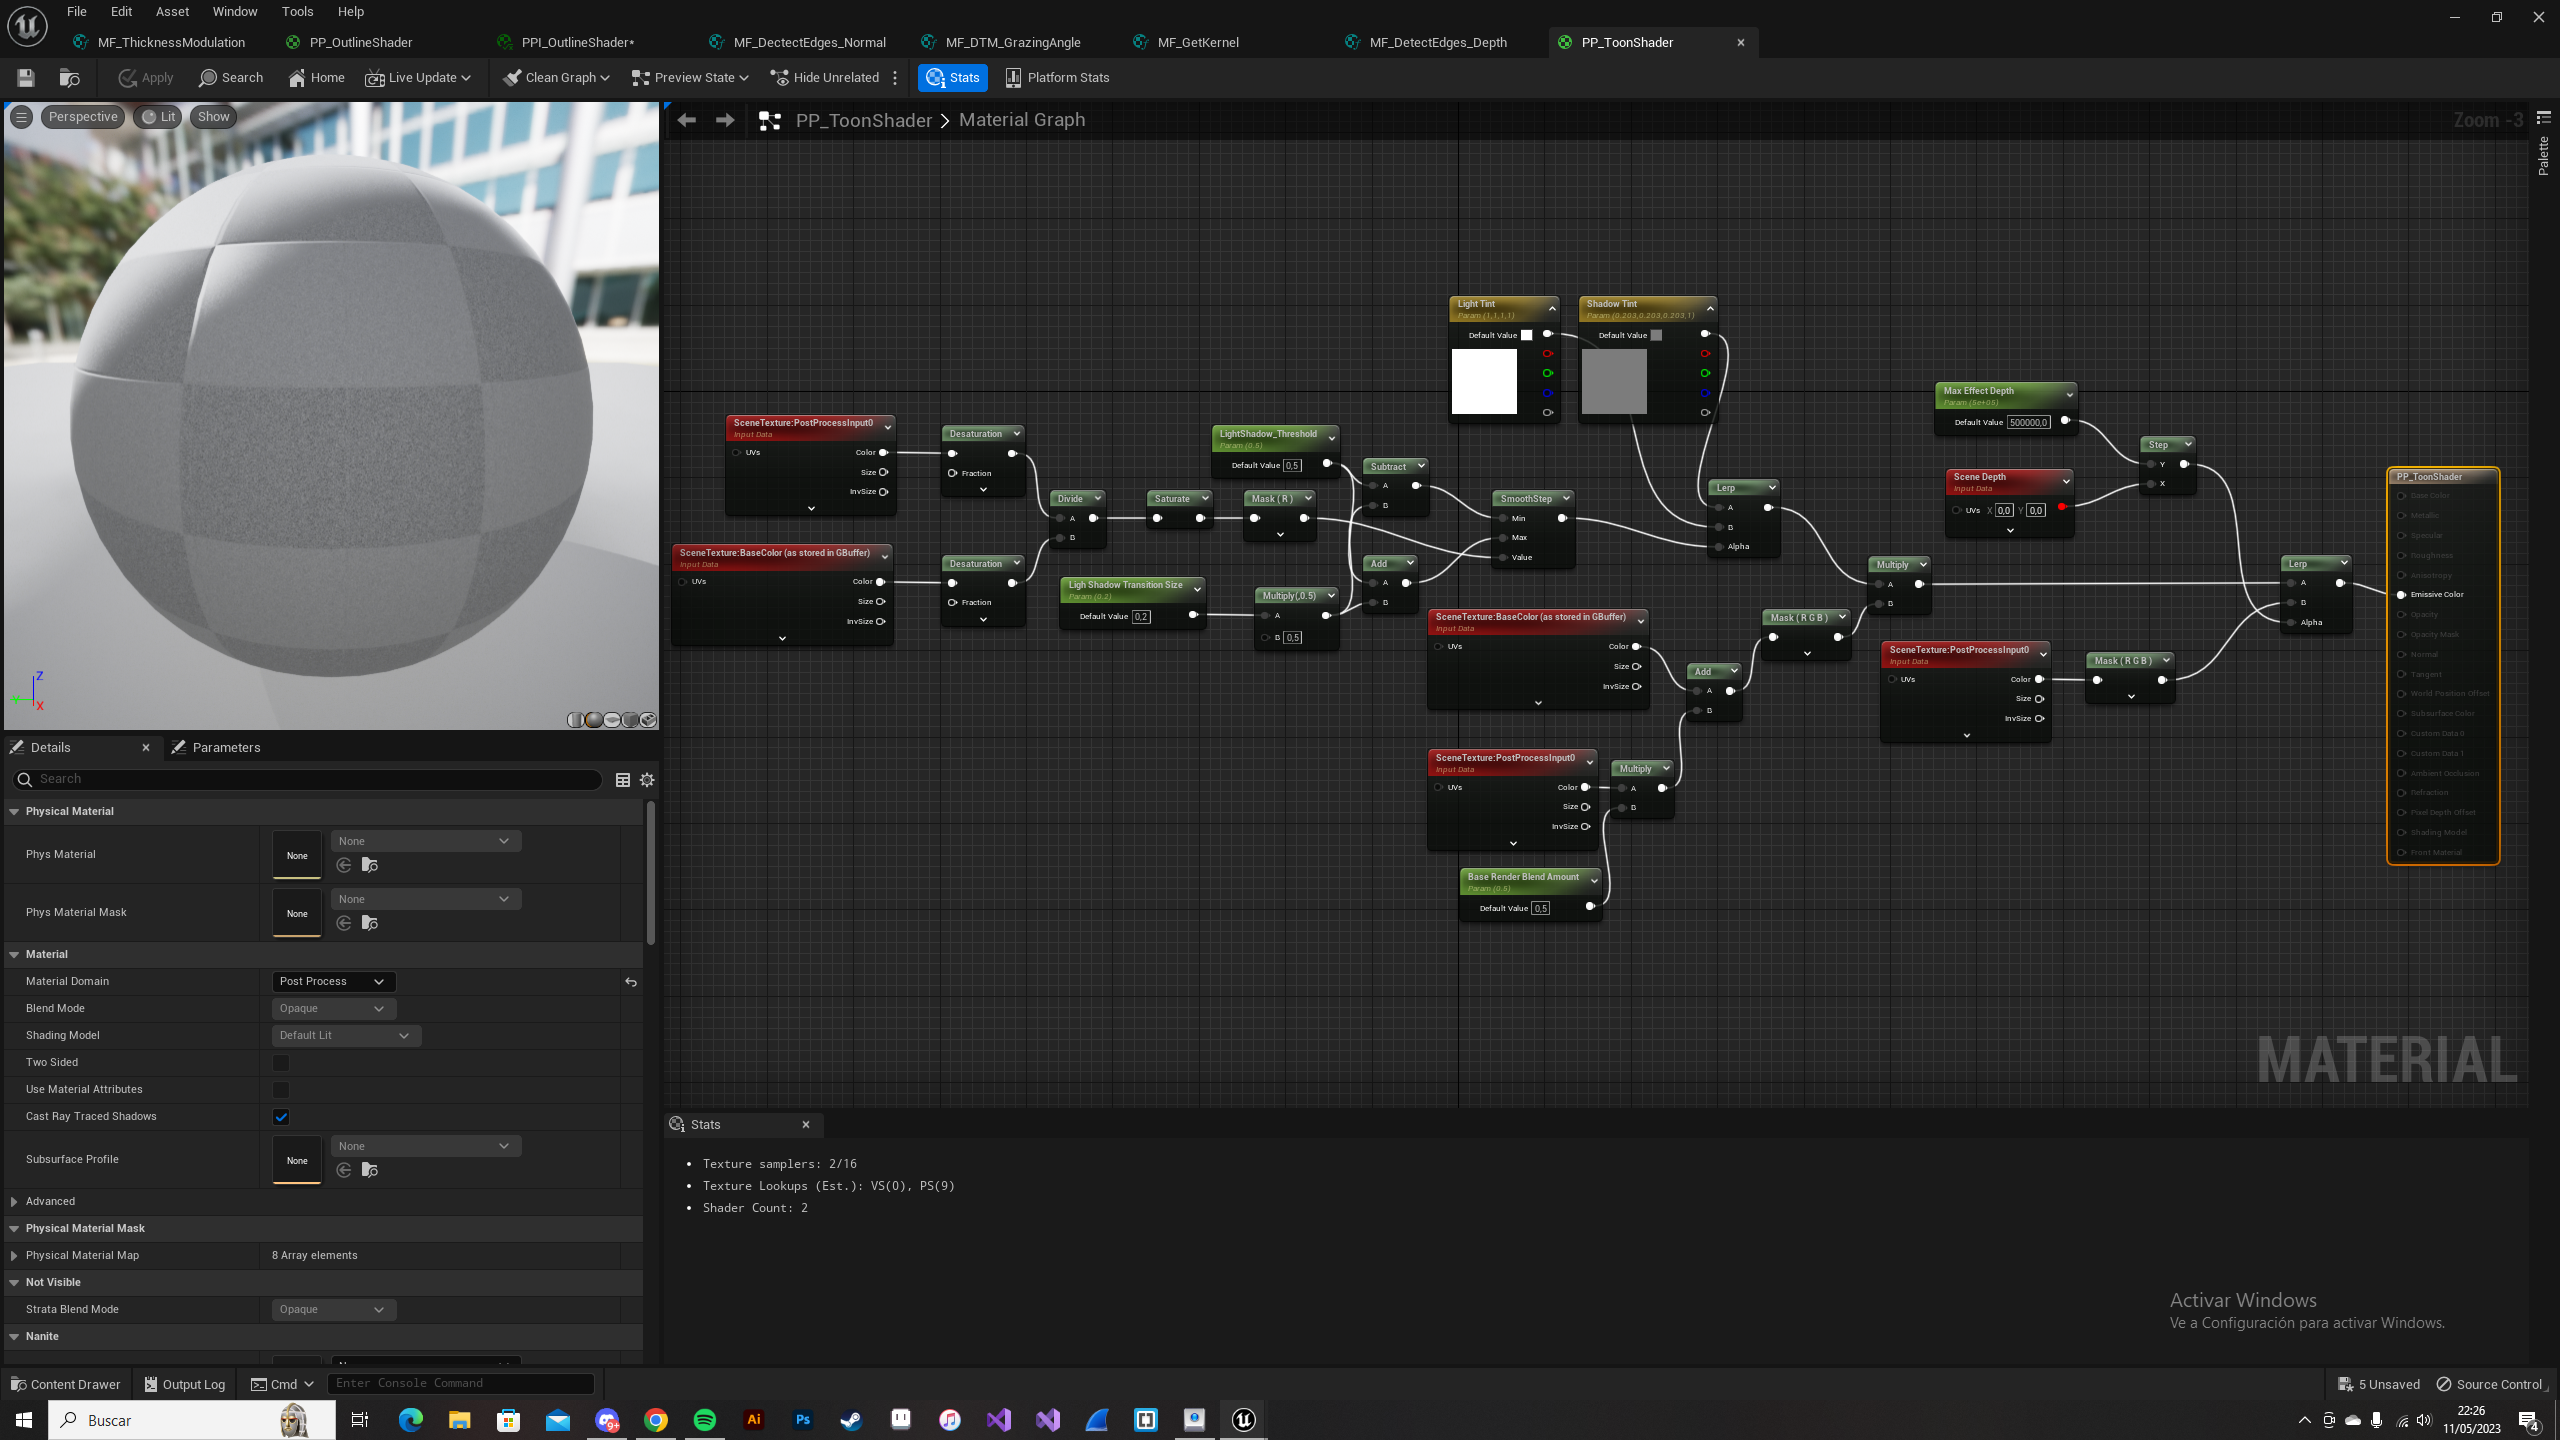 File Edit Asset Window Tools Help
MF_ThicknessModulation PP_OutlineShader PPI_OutlineShader* MF_DectectEdges_Normal MF_DTM_GrazingAngle MF_GetKernel MF_DetectEdges_Depth PP_ToonShader
Apply Search Home Live Update Clean Graph Preview State Hide Unrelated Stats Platform Stats
Perspective Lit Show
PP_ToonShader > Material Graph
Zoom -3
Palette
Z
Y
X
Light Tint
Param (1,1,1,1)
Default Value
Shadow Tint
Param (0.203,0.203,0.203,1)
Default Value
Max Effect Depth
Param (5e+05)
Default Value 500000,0
SceneTexture:PostProcessInput0
Input Data
UVs
Color
Size
InvSize
Desaturation
Fraction
LightShadow_Threshold
Param (0.5)
Default Value 0,5
Subtract
A
B
Step
Y
X
Scene Depth
Input Data
UVs X 0,0 Y 0,0
PP_ToonShader
Base Color
Metallic
Specular
Roughness
Anisotropy
Emissive Color
Opacity
Opacity Mask
Normal
Tangent
World Position Offset
Subsurface Color
Custom Data 0
Custom Data 1
Ambient Occlusion
Refraction
Pixel Depth Offset
Shading Model
Front Material
Divide
A
B
Saturate
Mask ( R )
SmoothStep
Min
Max
Value
Lerp
A
B
Alpha
SceneTexture:BaseColor (as stored in GBuffer)
Input Data
UVs
Color
Size
InvSize
Desaturation
Fraction
Ligh Shadow Transition Size
Param (0.2)
Default Value 0,2
Multiply(,0.5)
A
B 0,5
Add
A
B
Multiply
A
B
Lerp
A
B
Alpha
SceneTexture:BaseColor (as stored in GBuffer)
Input Data
UVs
Color
Size
InvSize
Add
A
B
Mask ( R G B )
SceneTexture:PostProcessInput0
Input Data
UVs
Color
Size
InvSize
Mask ( R G B )
SceneTexture:PostProcessInput0
Input Data
UVs
Color
Size
InvSize
Multiply
A
B
Base Render Blend Amount
Param (0.5)
Default Value 0,5
MATERIAL
Details Parameters
Search
Physical Material
Phys Material None None
Phys Material Mask None None
Material
Material Domain Post Process
Blend Mode Opaque
Shading Model Default Lit
Two Sided
Use Material Attributes
Cast Ray Traced Shadows
Subsurface Profile None None
Advanced
Physical Material Mask
Physical Material Map 8 Array elements
Not Visible
Strata Blend Mode Opaque
Nanite
Stats
Texture samplers: 2/16
Texture Lookups (Est.): VS(0), PS(9)
Shader Count: 2
Activar Windows
Ve a Configuración para activar Windows.
Content Drawer Output Log Cmd Enter Console Command 5 Unsaved Source Control
Buscar
9+
Ai
Ps
22:26
11/05/2023
4